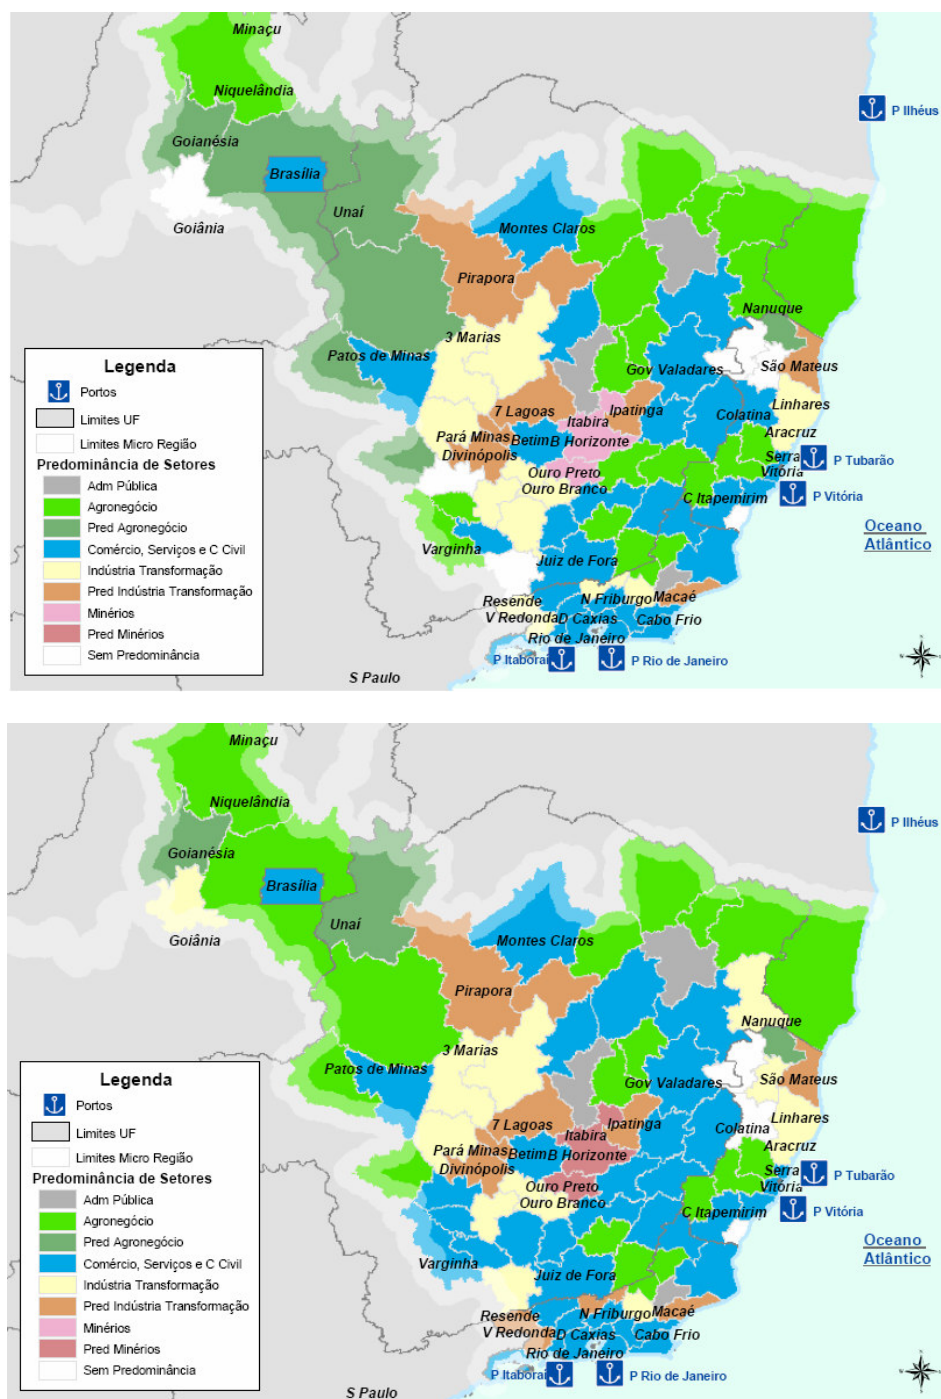 Minaçu
Niquelândia
P Ilhéus
Goianésia
Brasília
Unaí
Goiânia
Montes Claros
Pirapora
Nanuque
3 Marias
Patos de Minas
Gov Valadares
São Mateus
7 Lagoas
Ipatinga
Itabira
Linhares
Colatina
Pará Minas
Divinópolis
BetimB Horizonte
Aracruz
Serra
Vitória
P Tubarão
Ouro Preto
Ouro Branco
C Itapemirim
P Vitória
Oceano
Atlântico
Varginha
Juiz de Fora
Resende
N Friburgo
Macaé
V Redonda
D Caxias
Cabo Frio
Rio de Janeiro
P Itaborai
P Rio de Janeiro
S Paulo
Legenda
Portos
Limites UF
Limites Micro Região
Predominância de Setores
Adm Pública
Agronegócio
Pred Agronegócio
Comércio, Serviços e C Civil
Indústria Transformação
Pred Indústria Transformação
Minérios
Pred Minérios
Sem Predominância
Minaçu
Niquelândia
P Ilhéus
Goianésia
Brasília
Unaí
Goiânia
Montes Claros
Pirapora
Nanuque
3 Marias
Patos de Minas
Gov Valadares
São Mateus
7 Lagoas
Ipatinga
Itabira
Linhares
Colatina
Pará Minas
Divinópolis
BetimB Horizonte
Aracruz
Serra
Vitória
P Tubarão
Ouro Preto
Ouro Branco
C Itapemirim
P Vitória
Oceano
Atlântico
Varginha
Juiz de Fora
Resende
N Friburgo
Macaé
V Redonda
D Caxias
Cabo Frio
Rio de Janeiro
P Itaborai
P Rio de Janeiro
S Paulo
Legenda
Portos
Limites UF
Limites Micro Região
Predominância de Setores
Adm Pública
Agronegócio
Pred Agronegócio
Comércio, Serviços e C Civil
Indústria Transformação
Pred Indústria Transformação
Minérios
Pred Minérios
Sem Predominância